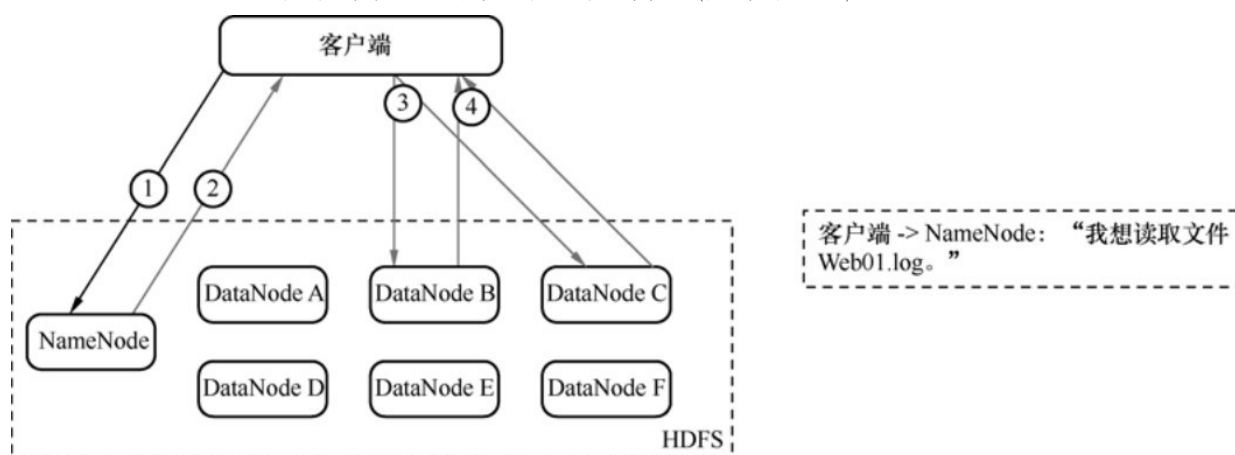 客户端
3
4
1
2
客户端 -> NameNode： “我想读取文件
Web01.log。”
DataNode A
DataNode B
DataNode C
NameNode
DataNode D
DataNode E
DataNode F
HDFS